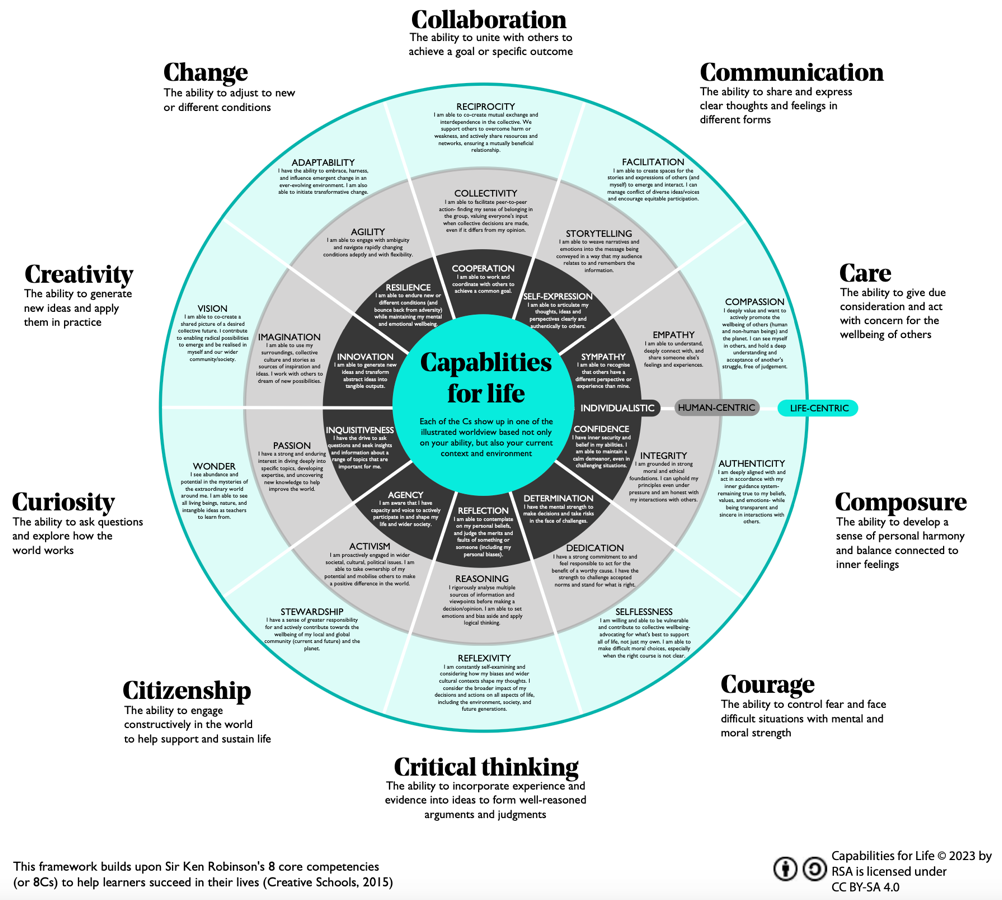 Collaboration
The ability to unite with others to
achieve a goal or specific outcome
Change
The ability to adjust to new
or different conditions
Communication
The ability to share and express
clear thoughts and feelings in
different forms
Creativity
The ability to generate
new ideas and apply
them in practice
Care
The ability to give due
consideration and act
with concern for the
wellbeing of others
Curiosity
The ability to ask questions
and explore how the
world works
Composure
The ability to develop a
sense of personal harmony
and balance connected to
inner feelings
Citizenship
The ability to engage
constructively in the world
to help support and sustain life
Courage
The ability to control fear and face
difficult situations with mental and
moral strength
Critical thinking
The ability to incorporate experience and
evidence into ideas to form well-reasoned
arguments and judgments
RECIPROCITY
I am able to co-create mutual exchange and
interdependence in the collective. We
support others to overcome harm or
weakness, and actively share resources and
networks, ensuring a mutually beneficial
relationship.
ADAPTABILITY
I have the ability to embrace, harness,
and influence emergent change in an
ever-evolving environment. I am also
able to initiate transformative change.
FACILITATION
I am able to create spaces for the
stories and expressions of others (and
myself) to emerge and interact. I can
manage conflict of diverse ideas/voices
and encourage equitable participation.
COLLECTIVITY
I am able to facilitate peer-to-peer
action- finding my sense of belonging in
the group, valuing everyone's input
when collective decisions are made,
even if it differs from my opinion.
AGILITY
I am able to engage with ambiguity
and navigate rapidly changing
conditions adeptly and with flexibility.
STORYTELLING
I am able to weave narratives and
emotions into the message being
conveyed in a way that my audience
relates to and remembers the
information.
COOPERATION
I am able to work and
coordinate with others to
achieve a common goal.
RESILIENCE
I am able to endure new or
different conditions (and
bounce back from adversity)
while maintaining my mental
and emotional wellbeing.
SELF-EXPRESSION
I am able to articulate my
thoughts, ideas and
perspectives clearly and
authentically to others.
VISION
I am able to co-create a
shared picture of a desired
collective future. I contribute
to enabling radical possibilities
to emerge and be realised in
myself and our wider
community/society.
IMAGINATION
I am able to use my
surroundings, collective
culture and stories as
sources of inspiration and
ideas. I work with others to
dream of new possibilities.
INNOVATION
I am able to generate new
ideas and transform
abstract ideas into
tangible outputs.
SYMPATHY
I am able to recognise
that others have a
different perspective or
experience than mine.
EMPATHY
I am able to understand,
deeply connect with, and
share someone else's
feelings and experiences.
COMPASSION
I deeply value and want to
actively promote the
wellbeing of others (human
and non-human beings) and
the planet. I can see myself
in others, and hold a deep
understanding and
acceptance of another's
struggle, free of judgement.
Capablities
for life
Each of the Cs show up in one of the
illustrated worldview based not only
on your ability, but also your current
context and environment
INDIVIDUALISTIC
HUMAN-CENTRIC
LIFE-CENTRIC
WONDER
I see abundance and
potential in the mysteries of
the extraordinary world
around me. I am able to see
all living beings, nature, and
intangible ideas as teachers
to learn from.
PASSION
I have a strong and enduring
interest in diving deeply into
specific topics, developing
expertise, and uncovering
new knowledge to help
improve the world.
INQUISITIVENESS
I have the drive to ask
questions and seek insights
and information about a
range of topics that are
important for me.
CONFIDENCE
I have inner security and
belief in my abilities. I
am able to maintain a
calm demeanor, even in
challenging situations.
INTEGRITY
I am grounded in strong
moral and ethical
foundations. I can uphold my
principles even under
pressure and am honest with
my interactions with others.
AUTHENTICITY
I am deeply aligned with and
act in accordance with my
inner guidance system-
remaining true to my beliefs,
values, and emotions- while
being transparent and
sincere in interactions with
others.
AGENCY
I am aware that I have
capacity and voice to actively
participate in and shape my
life and wider society.
REFLECTION
I am able to contemplate
on my personal beliefs,
and judge the merits and
faults of something or
someone (including my
personal biases).
DETERMINATION
I have the mental strength to
make decisions and take risks
in the face of challenges.
ACTIVISM
I am proactively engaged in wider
societal, cultural, political issues. I am
able to take ownership of my
potential and mobilise others to make
a positive difference in the world.
REASONING
I rigorously analyse multiple
sources of information and
viewpoints before making a
decision/opinion. I am able to set
emotions and bias aside and apply
logical thinking.
DEDICATION
I have a strong commitment to and
feel responsible to act for the
benefit of a worthy cause. I have the
strength to challenge accepted
norms and stand for what is right.
STEWARDSHIP
I have a sense of greater responsibility
for and actively contribute towards the
wellbeing of my local and global
community (current and future) and the
planet.
REFLEXIVITY
I am constantly self-examining and
considering how my biases and wider
cultural contexts shape my thoughts. I
consider the broader impact of my
decisions and actions on all aspects of life,
including the environment, society, and
future generations.
SELFLESSNESS
I am willing and able to be vulnerable
and contribute to collective wellbeing-
advocating for what's best to support
all of life, not just my own. I am able to
make difficult moral choices, especially
when the right course is not clear.
This framework builds upon Sir Ken Robinson's 8 core competencies
(or 8Cs) to help learners succeed in their lives (Creative Schools, 2015)
Capabilities for Life © 2023 by
RSA is licensed under
CC BY-SA 4.0